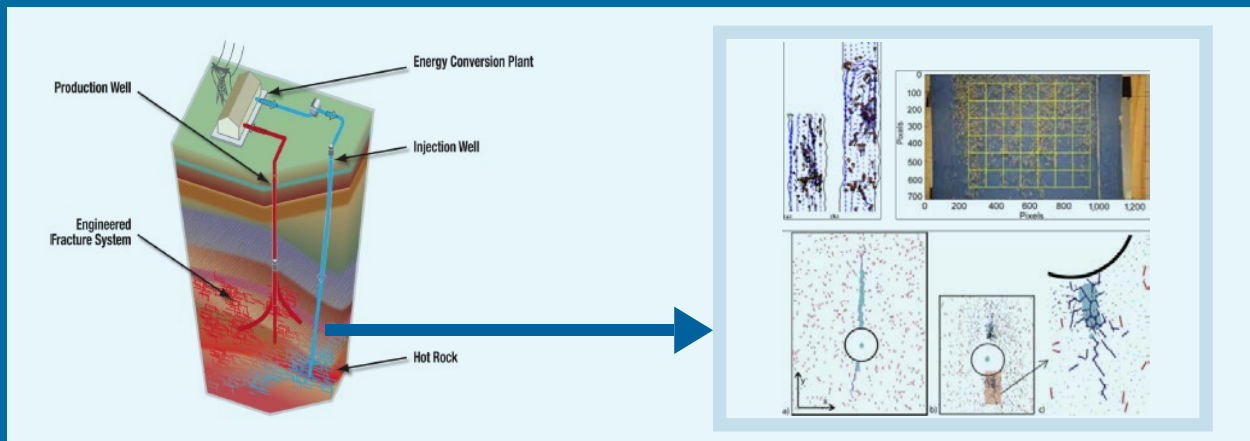 Energy Conversion Plant
Production Well
Injection Well
Engineered
Fracture System
Hot Rock
(a)
(b)
0
100
200
300
400
500
600
700
Pixels
0 200 400 600 800 1,000 1,200
Pixels
y
x
a)
b)
c)